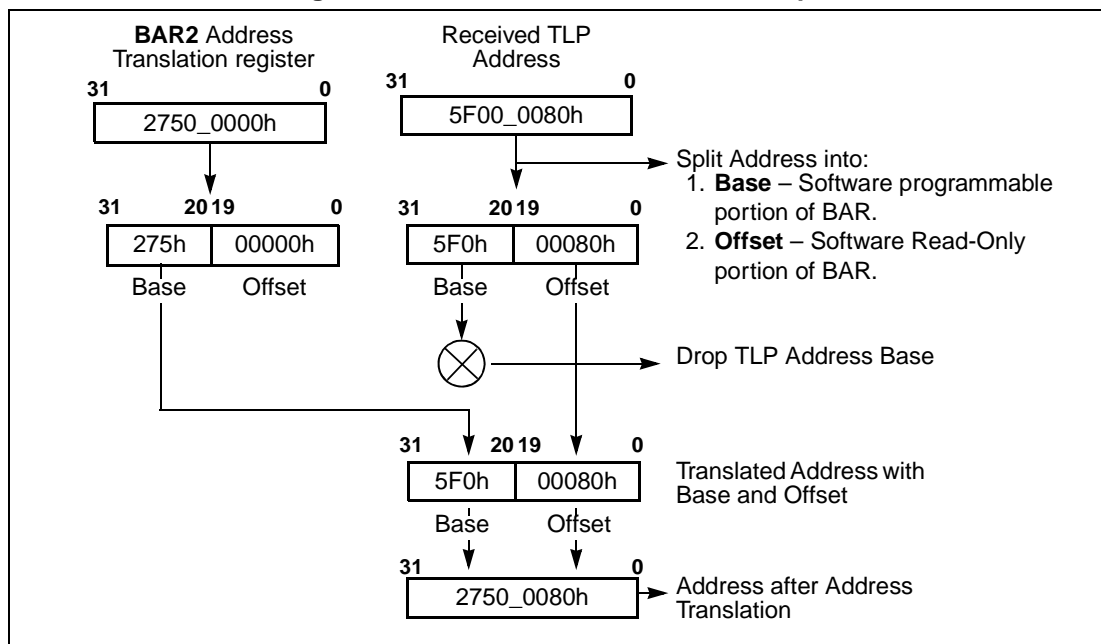 BAR2 Address
Translation register
Received TLP
Address
31 0
31 0
2750_0000h
5F00_0080h
Split Address into:
1. Base – Software programmable
portion of BAR.
2. Offset – Software Read-Only
portion of BAR.
31 20 19 0
31 20 19 0
275h 00000h
5F0h 00080h
Base Offset
Base Offset
Drop TLP Address Base
31 20 19 0
5F0h 00080h
Translated Address with
Base and Offset
Base Offset
31 0
2750_0080h
Address after Address
Translation